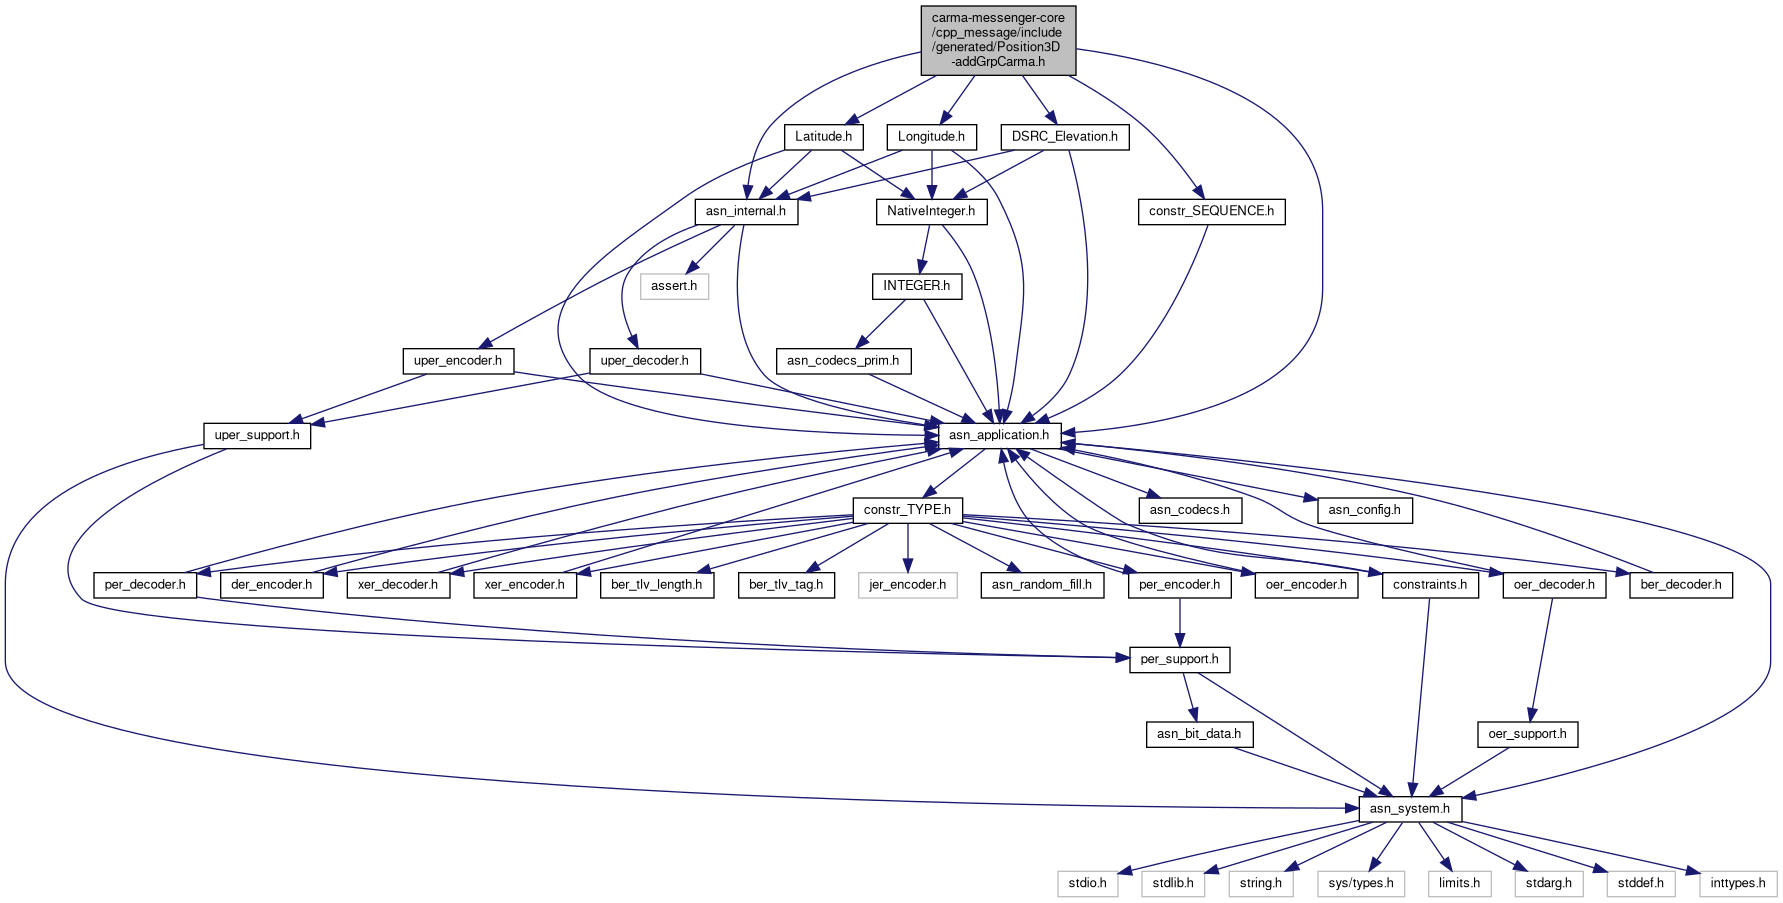 carma-messenger-core
/cpp_message/include
/generated/Position3D
-addGrpCarma.h
Latitude.h
Longitude.h
DSRC_Elevation.h
asn_internal.h
NativeInteger.h
constr_SEQUENCE.h
assert.h
INTEGER.h
uper_encoder.h
uper_decoder.h
asn_codecs_prim.h
uper_support.h
asn_application.h
constr_TYPE.h
asn_codecs.h
asn_config.h
per_decoder.h
der_encoder.h
xer_decoder.h
xer_encoder.h
ber_tlv_length.h
ber_tlv_tag.h
jer_encoder.h
asn_random_fill.h
per_encoder.h
oer_encoder.h
constraints.h
oer_decoder.h
ber_decoder.h
per_support.h
asn_bit_data.h
oer_support.h
asn_system.h
stdio.h
stdlib.h
string.h
sys/types.h
limits.h
stdarg.h
stddef.h
inttypes.h